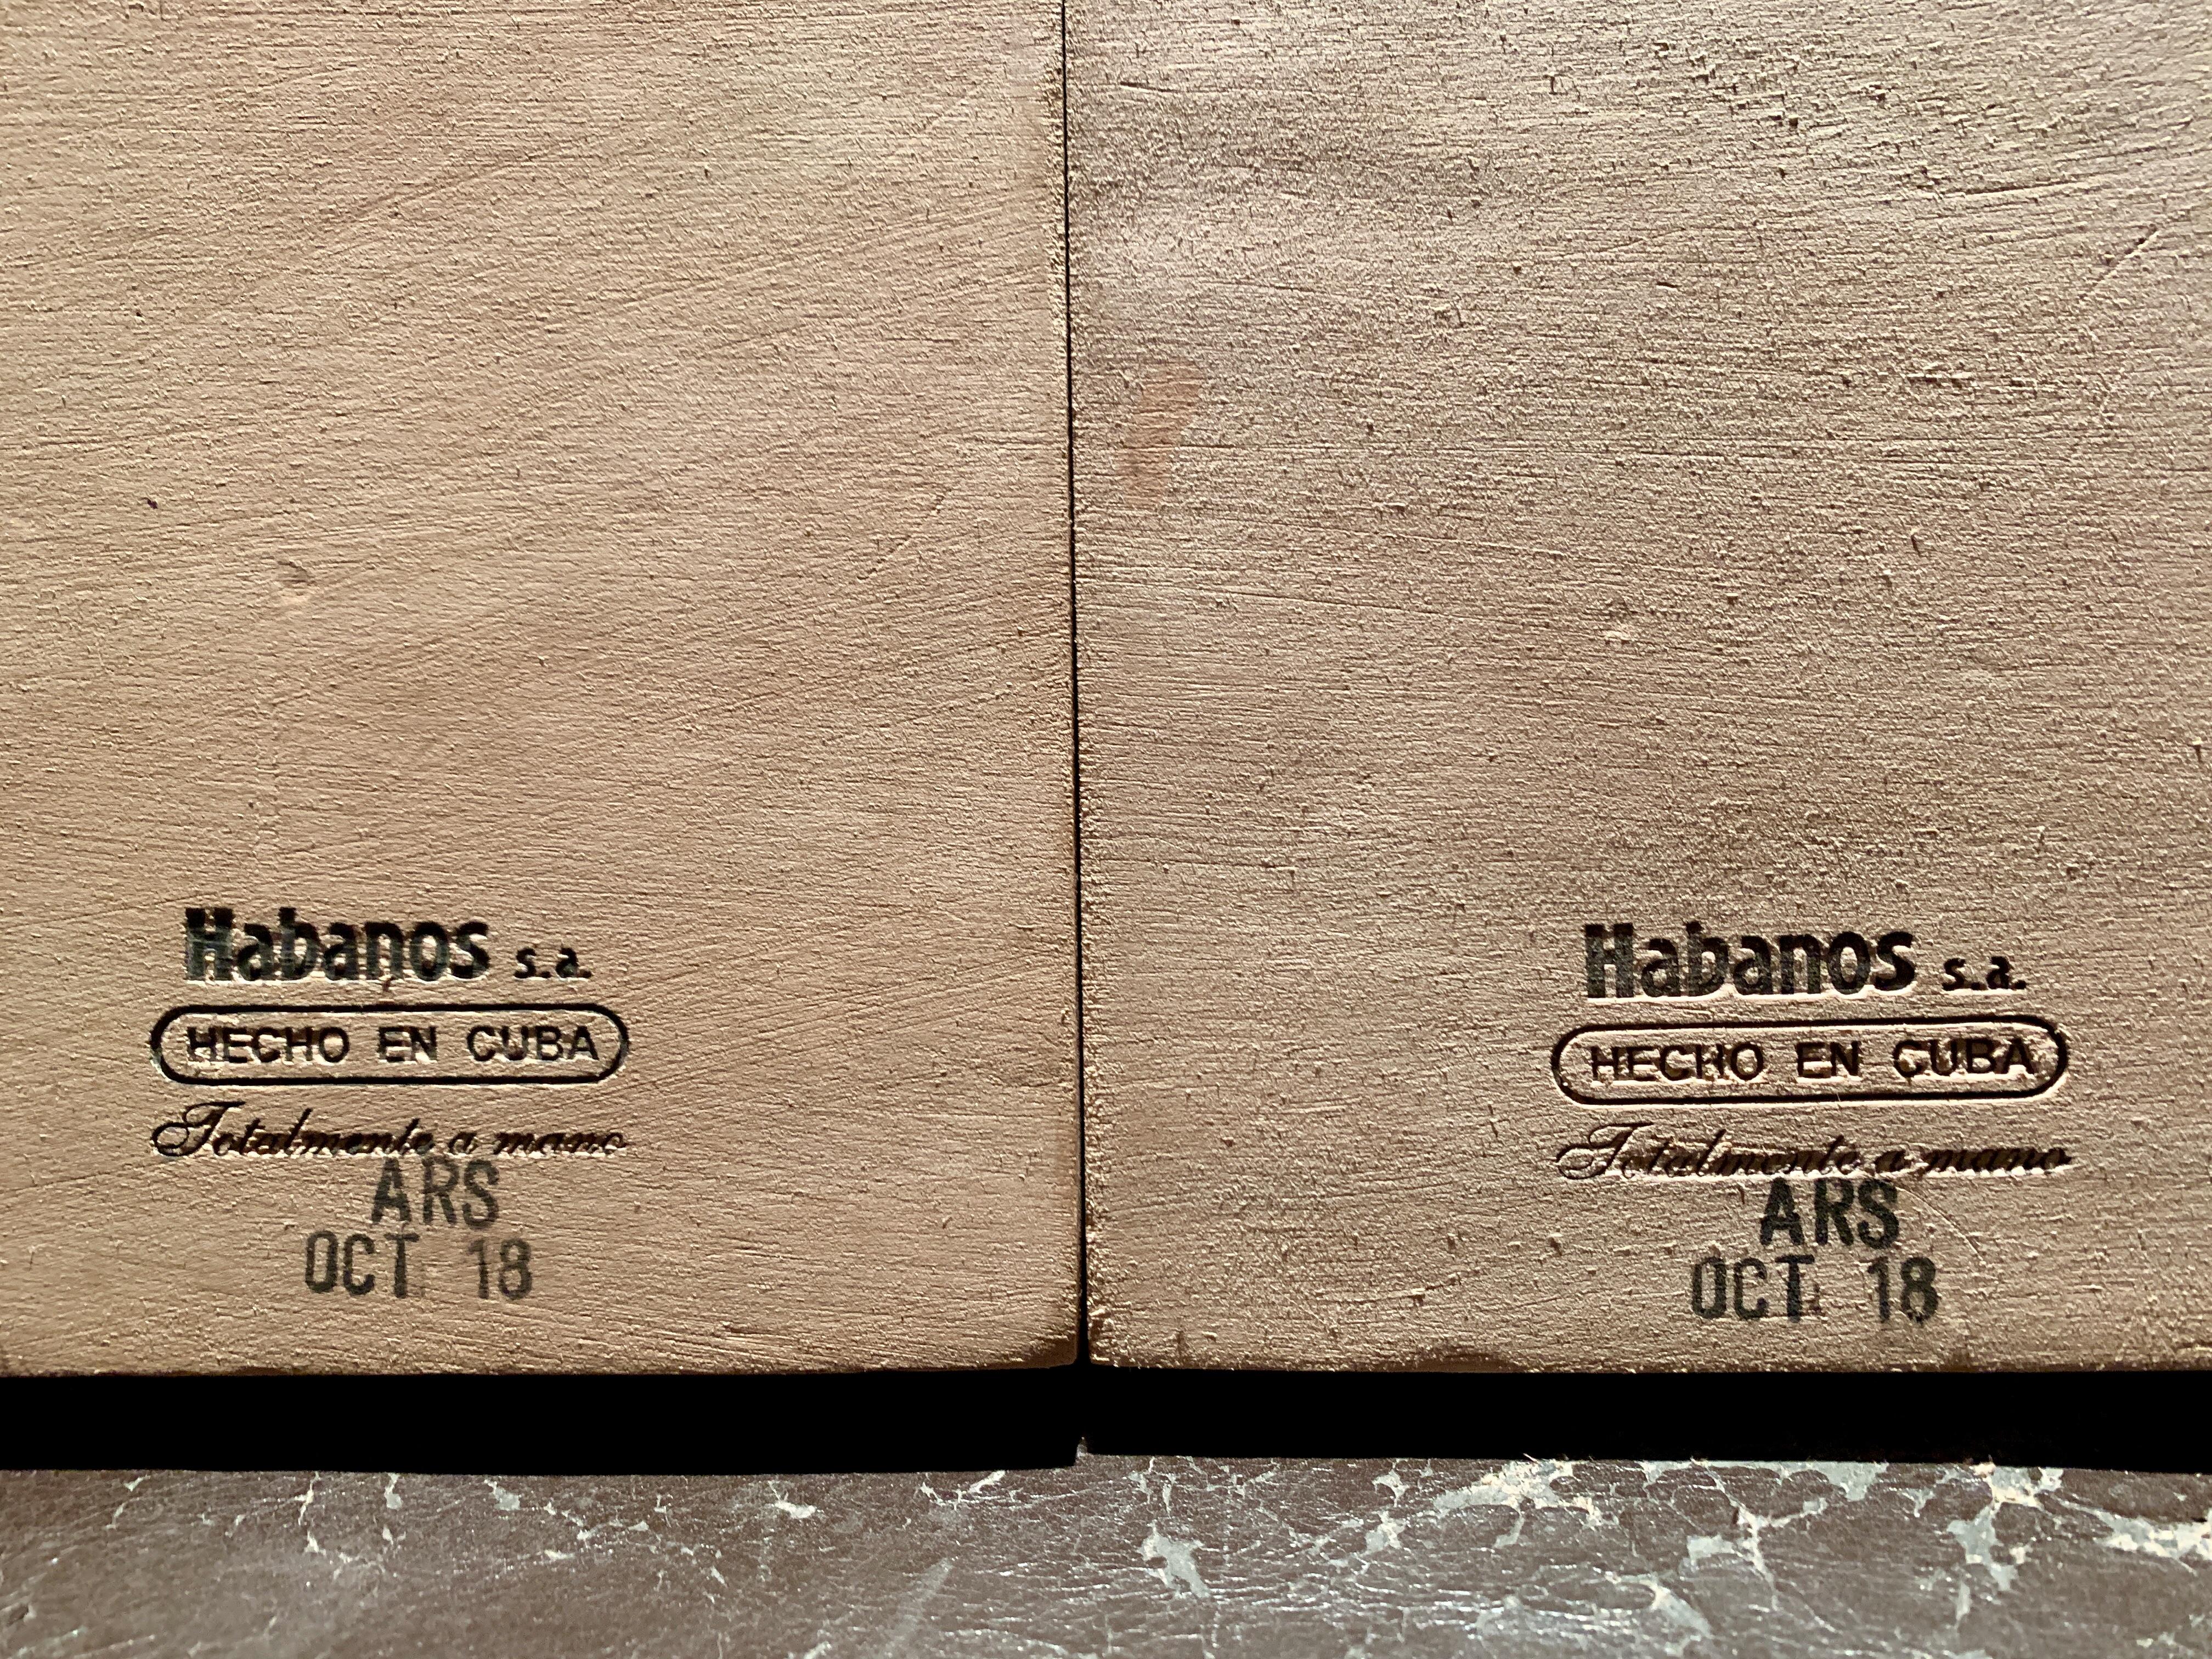 Habanos s.a.
HECHO EN CUBA
Totalmente a mano
ARS
OCT 18
Habanos s.a.
HECHO EN CUBA
Totalmente a mano
ARS
OCT 18